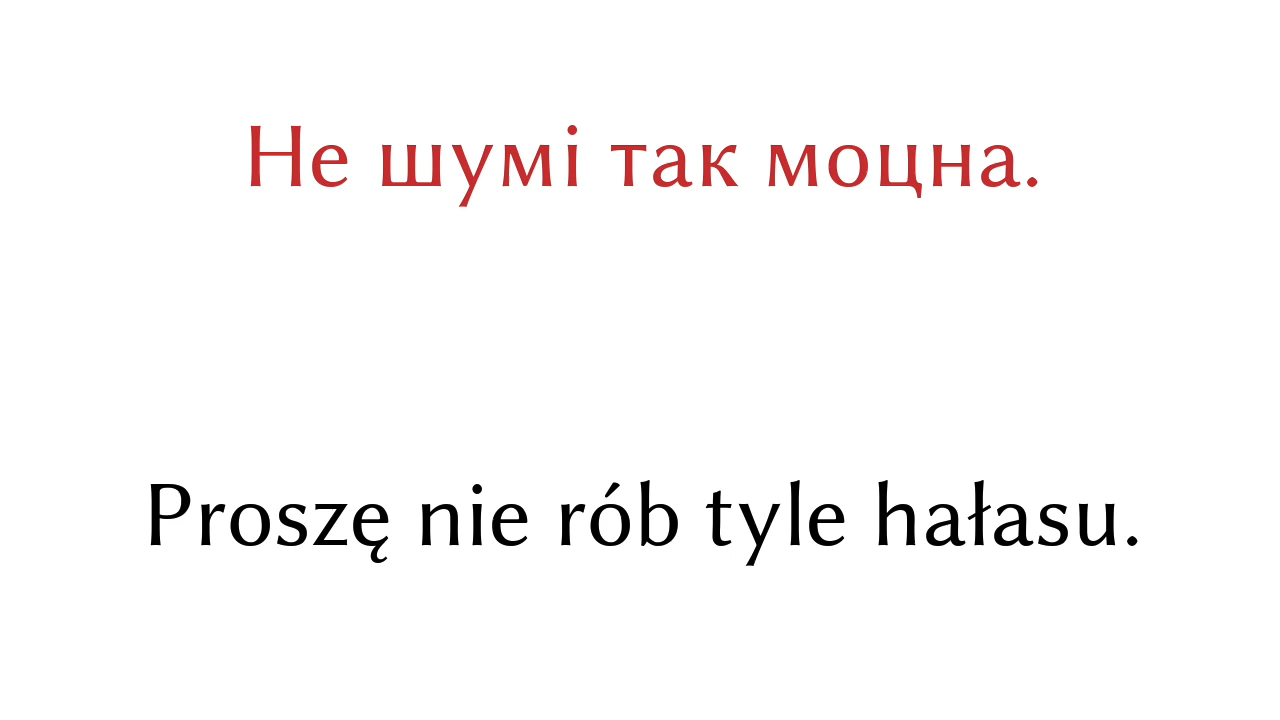 Не шумі так моцна.
Proszę nie rób tyle hałasu.